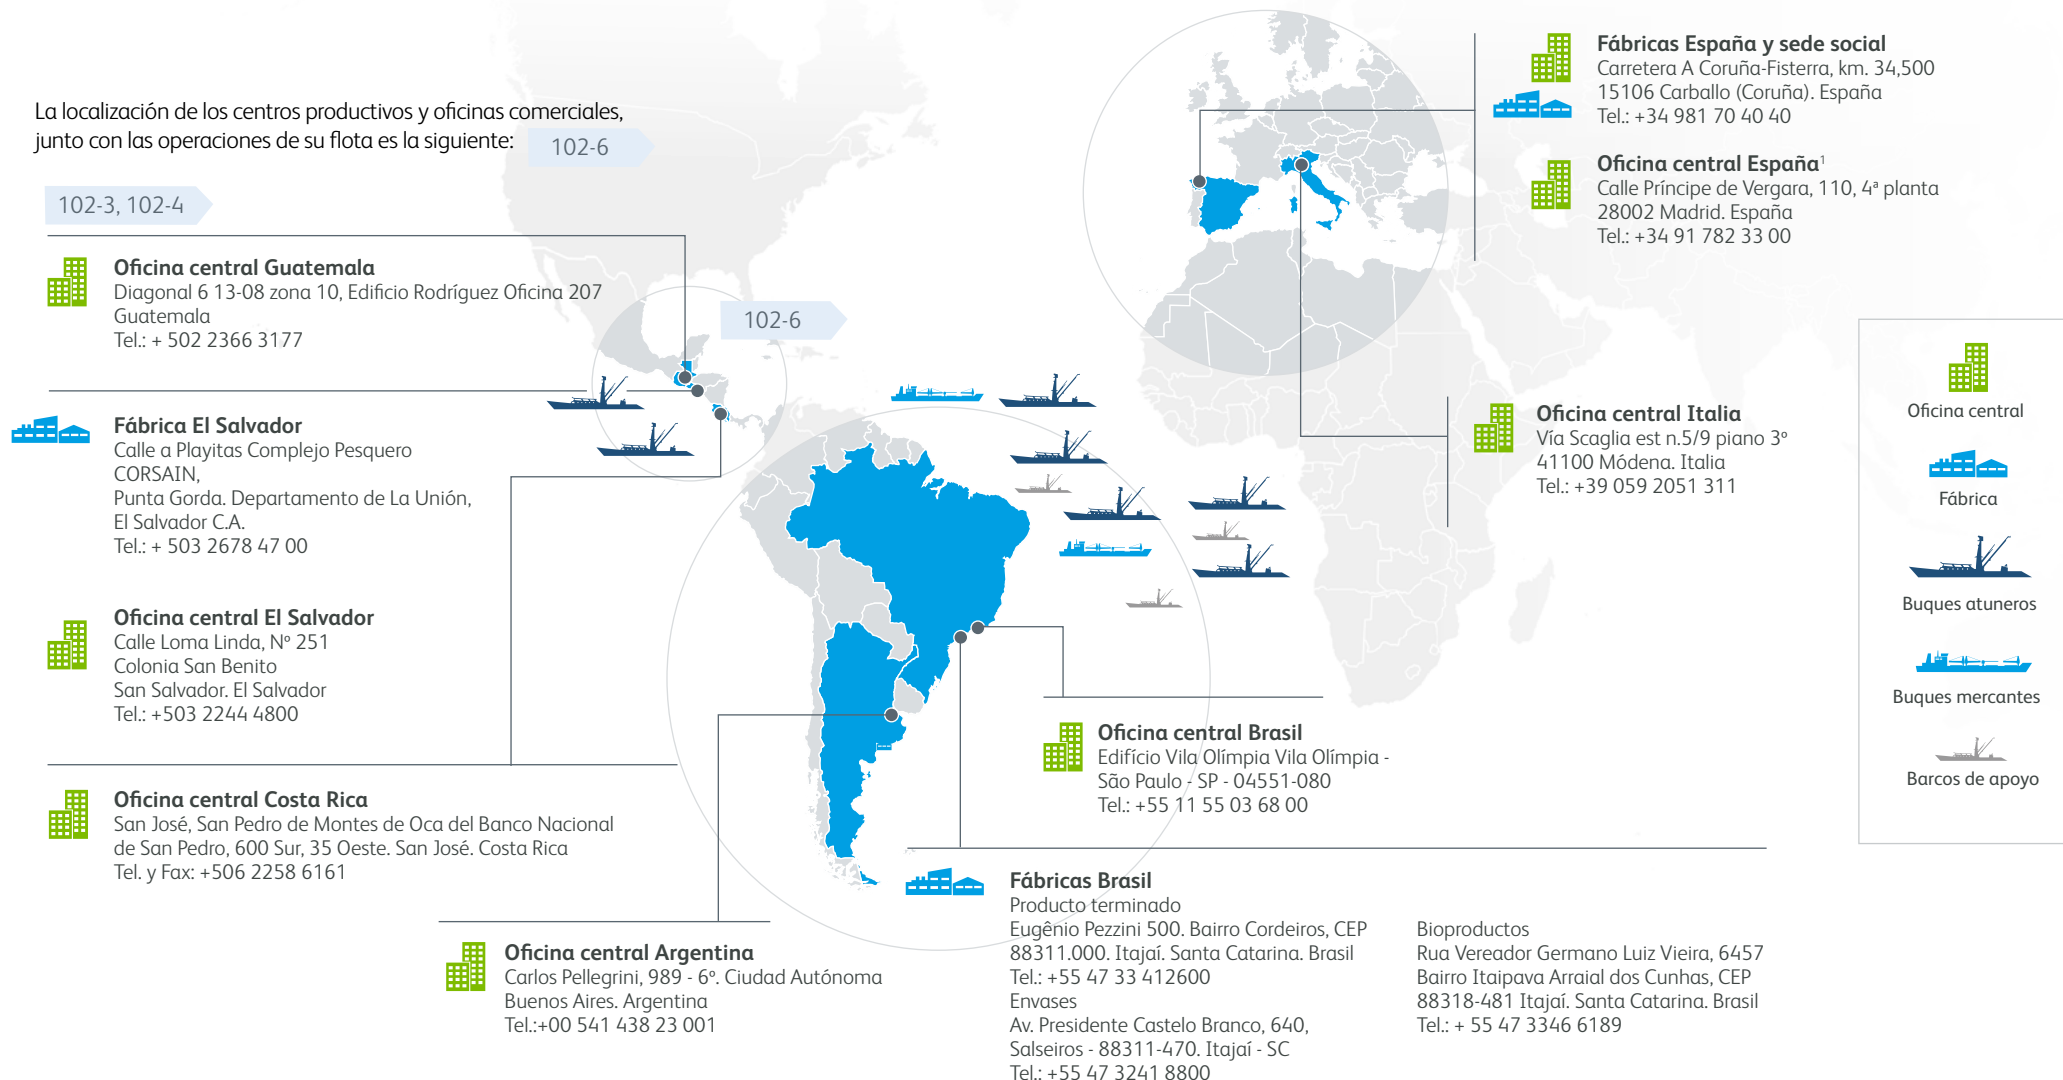 La localización de los centros productivos y oficinas comerciales,
junto con las operaciones de su flota es la siguiente:
102-6
102-3, 102-4
Oficina central Guatemala
Diagonal 6 13-08 zona 10, Edificio Rodríguez Oficina 207
Guatemala
Tel.: + 502 2366 3177
102-6
Fábrica El Salvador
Calle a Playitas Complejo Pesquero
CORSAIN,
Punta Gorda. Departamento de La Unión,
El Salvador C.A.
Tel.: + 503 2678 47 00
Oficina central El Salvador
Calle Loma Linda, Nº 251
Colonia San Benito
San Salvador. El Salvador
Tel.: +503 2244 4800
Oficina central Costa Rica
San José, San Pedro de Montes de Oca del Banco Nacional
de San Pedro, 600 Sur, 35 Oeste. San José. Costa Rica
Tel. y Fax: +506 2258 6161
Oficina central Argentina
Carlos Pellegrini, 989 - 6º. Ciudad Autónoma
Buenos Aires. Argentina
Tel.:+00 541 438 23 001
Fábricas España y sede social
Carretera A Coruña-Fisterra, km. 34,500
15106 Carballo (Coruña). España
Tel.: +34 981 70 40 40
Oficina central España¹
Calle Príncipe de Vergara, 110, 4ª planta
28002 Madrid. España
Tel.: +34 91 782 33 00
Oficina central Italia
Vía Scaglia est n.5/9 piano 3º
41100 Módena. Italia
Tel.: +39 059 2051 311
Oficina central Brasil
Edifício Vila Olímpia Vila Olímpia -
São Paulo - SP - 04551-080
Tel.: +55 11 55 03 68 00
Fábricas Brasil
Producto terminado
Eugênio Pezzini 500. Bairro Cordeiros, CEP
88311.000. Itajaí. Santa Catarina. Brasil
Tel.: +55 47 33 412600
Envases
Av. Presidente Castelo Branco, 640,
Salseiros - 88311-470. Itajaí - SC
Tel.: +55 47 3241 8800
Bioproductos
Rua Vereador Germano Luiz Vieira, 6457
Bairro Itaipava Arraial dos Cunhas, CEP
88318-481 Itajaí. Santa Catarina. Brasil
Tel.: + 55 47 3346 6189
Oficina central
Fábrica
Buques atuneros
Buques mercantes
Barcos de apoyo